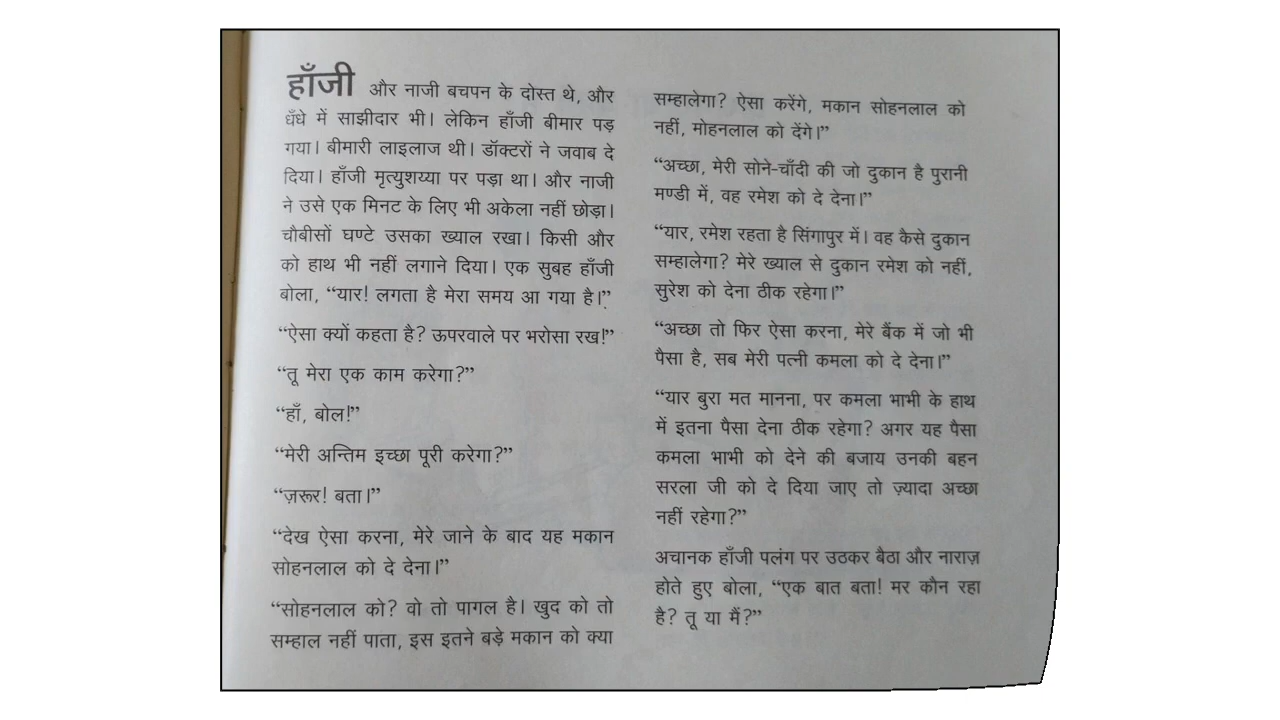 हाँजी और नाजी बचपन के दोस्त थे, और
धँधे में साझीदार भी। लेकिन हाँजी बीमार पड़
गया। बीमारी लाइलाज थी। डॉक्टरों ने जवाब दे
दिया। हाँजी मृत्युशय्या पर पड़ा था। और नाजी
ने उसे एक मिनट के लिए भी अकेला नहीं छोड़ा।
चौबीसों घण्टे उसका ख्याल रखा। किसी और
को हाथ भी नहीं लगाने दिया। एक सुबह हाँजी
बोला, “यार! लगता है मेरा समय आ गया है।”
“ऐसा क्यों कहता है? ऊपरवाले पर भरोसा रख!”
“तू मेरा एक काम करेगा?”
“हाँ, बोल!”
“मेरी अन्तिम इच्छा पूरी करेगा?”
“ज़रूर! बता।”
“देख ऐसा करना, मेरे जाने के बाद यह मकान
सोहनलाल को दे देना।”
“सोहनलाल को? वो तो पागल है। खुद को तो
सम्हाल नहीं पाता, इस इतने बड़े मकान को क्या
सम्हालेगा? ऐसा करेंगे, मकान सोहनलाल को
नहीं, मोहनलाल को देंगे।”
“अच्छा, मेरी सोने-चाँदी की जो दुकान है पुरानी
मण्डी में, वह रमेश को दे देना।”
“यार, रमेश रहता है सिंगापुर में। वह कैसे दुकान
सम्हालेगा? मेरे ख्याल से दुकान रमेश को नहीं,
सुरेश को देना ठीक रहेगा।”
“अच्छा तो फिर ऐसा करना, मेरे बैंक में जो भी
पैसा है, सब मेरी पत्नी कमला को दे देना।”
“यार बुरा मत मानना, पर कमला भाभी के हाथ
में इतना पैसा देना ठीक रहेगा? अगर यह पैसा
कमला भाभी को देने की बजाय उनकी बहन
सरला जी को दे दिया जाए तो ज़्यादा अच्छा
नहीं रहेगा?”
अचानक हाँजी पलंग पर उठकर बैठा और नाराज़
होते हुए बोला, “एक बात बता! मर कौन रहा
है? तू या मैं?”